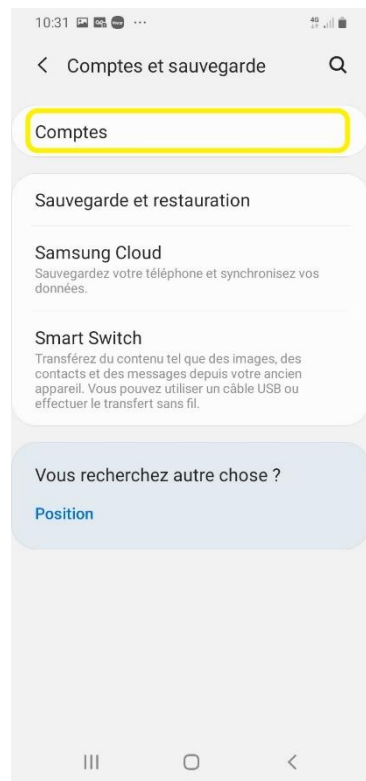 10:31 ... 4G
Comptes et sauvegarde
Comptes
Sauvegarde et restauration
Samsung Cloud
Sauvegardez votre téléphone et synchronisez vos
données.
Smart Switch
Transférez du contenu tel que des images, des
contacts et des messages depuis votre ancien
appareil. Vous pouvez utiliser un câble USB ou
effectuer le transfert sans fil.
Vous recherchez autre chose ?
Position